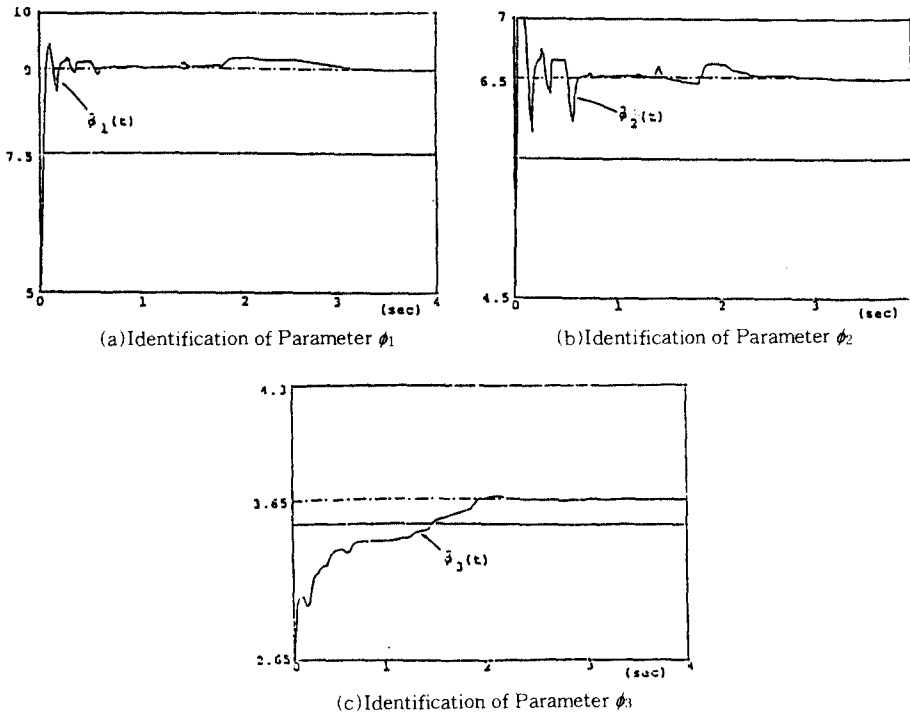 10
9
7.5
5
0
1
2
3
4
(sec)
φ̂₁(t)
(a)Identification of Parameter ϕ₁
7
6.5
4.5
0
1
2
3
(sec)
φ̂₂(t)
(b)Identification of Parameter ϕ₂
4.3
3.65
2.65
0
1
2
3
4
(sec)
φ̂₃(t)
(c)Identification of Parameter ϕ₃